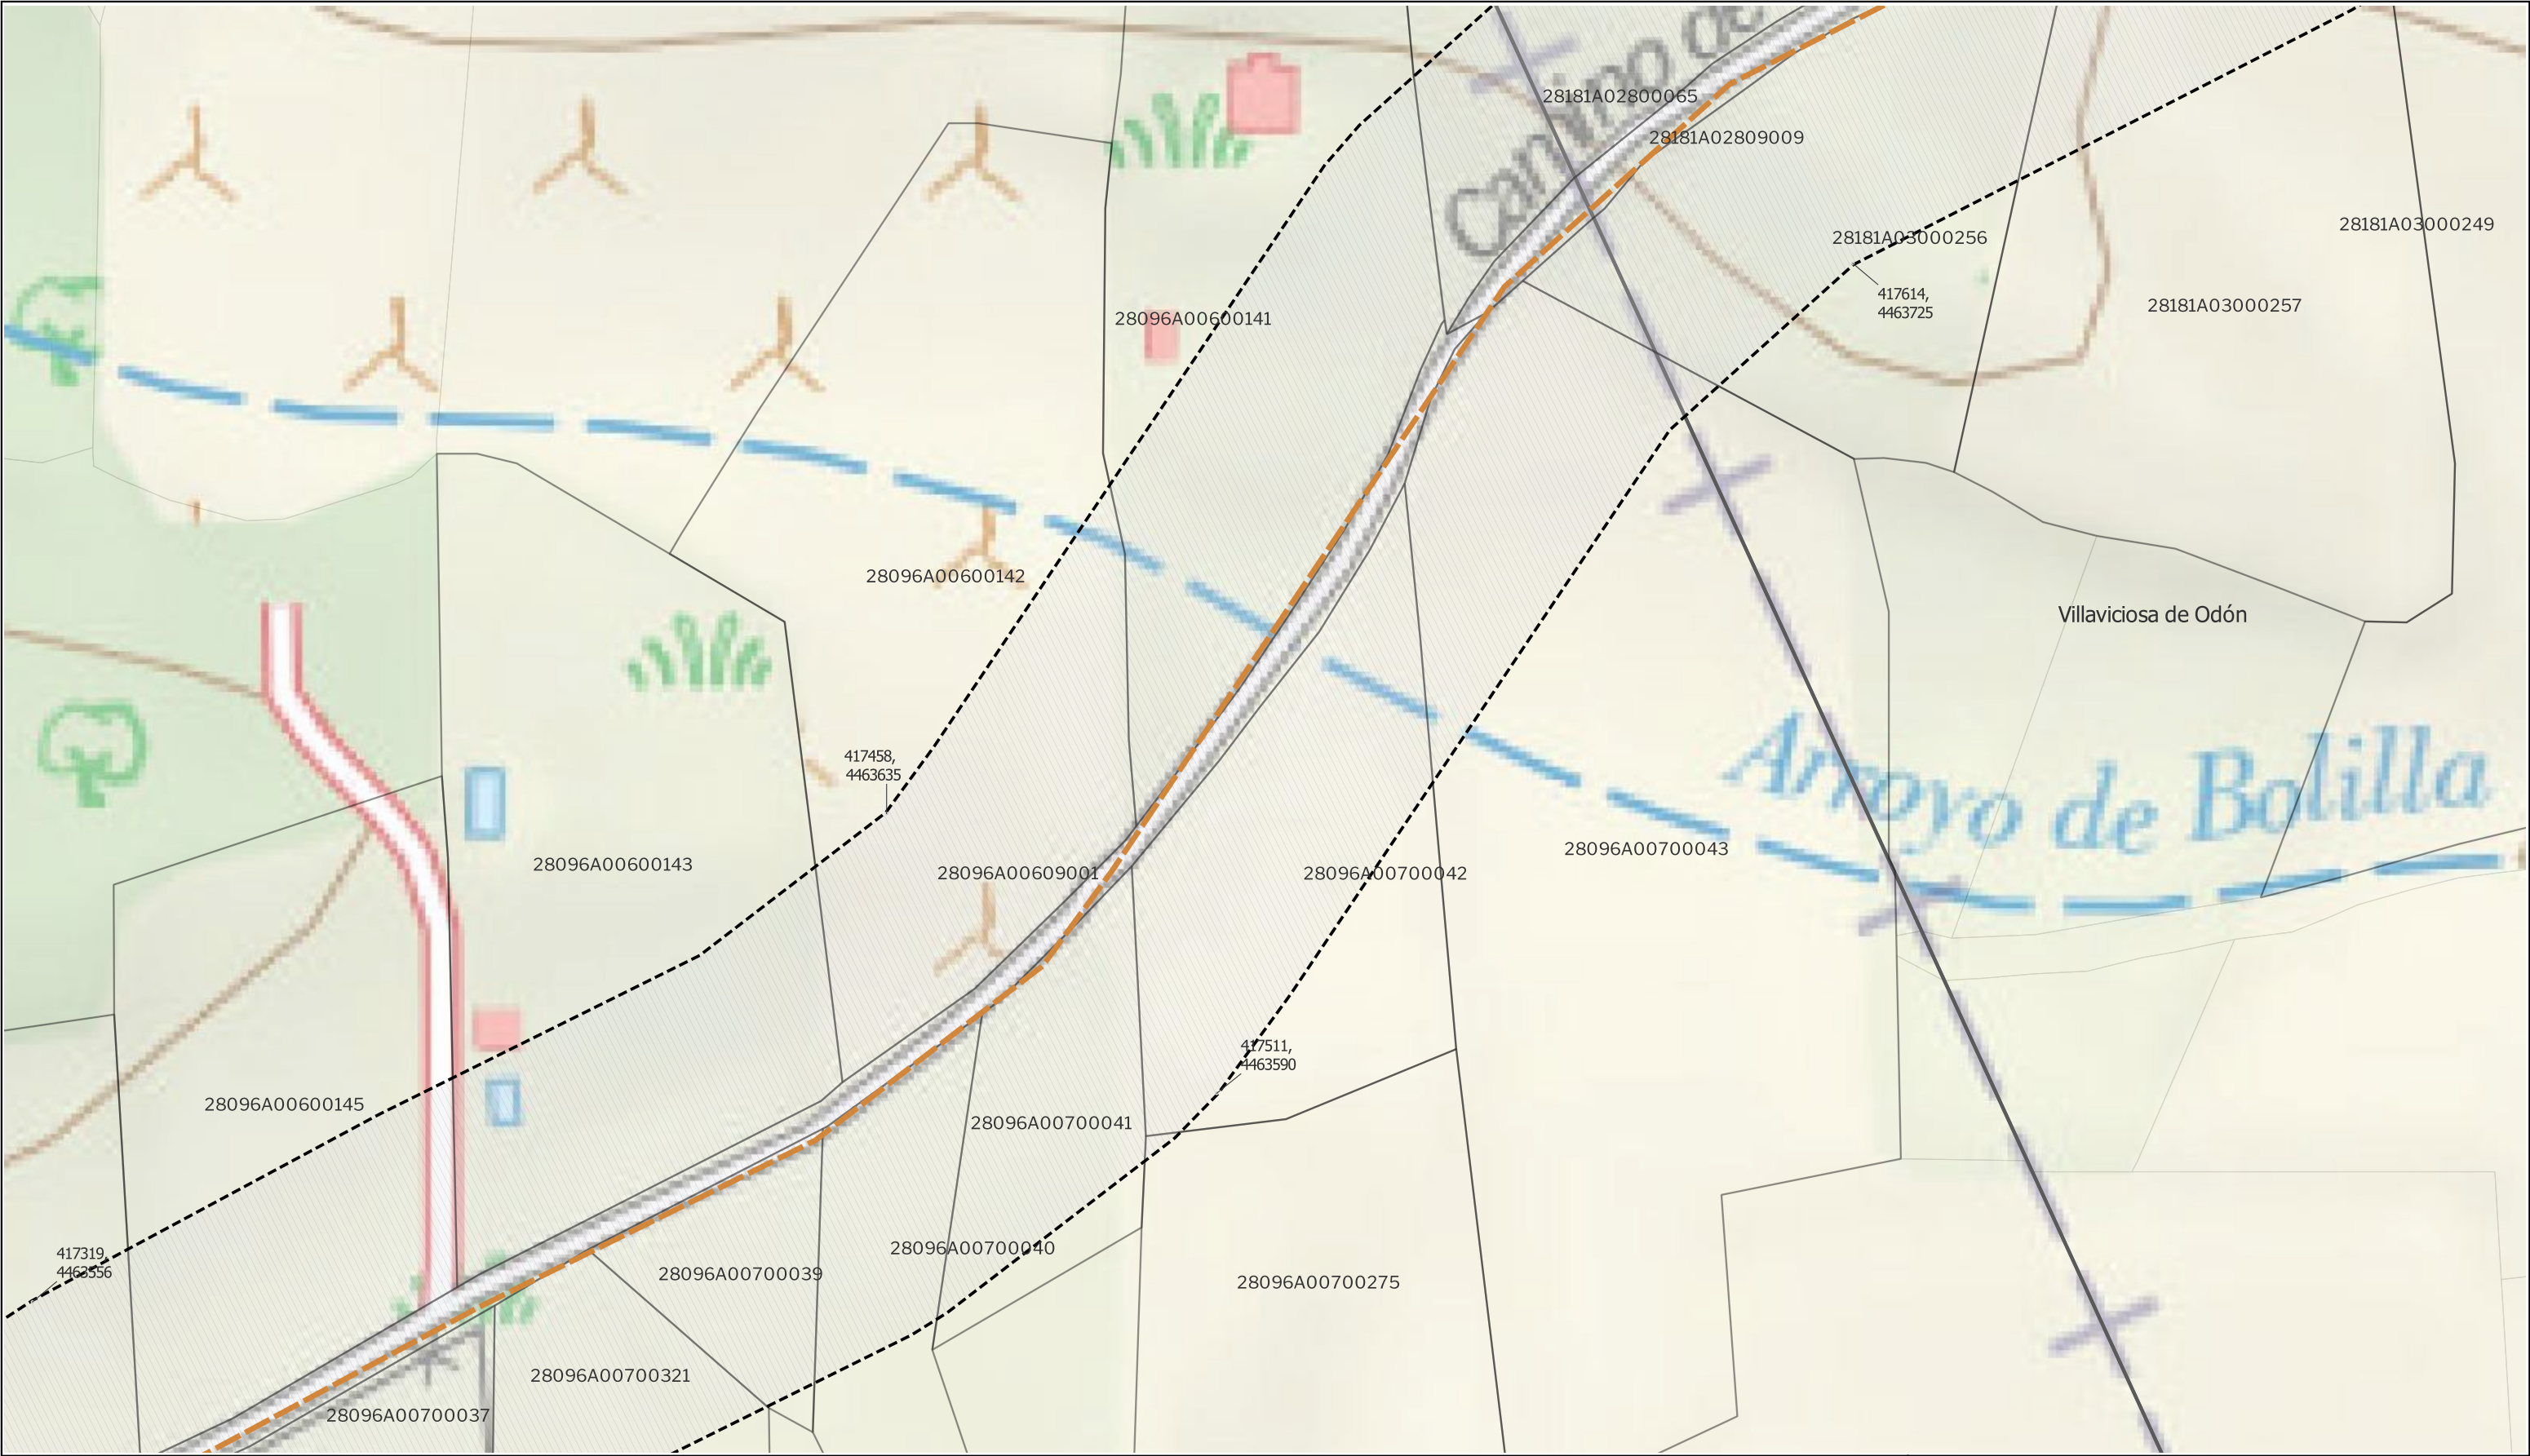 Camino de
28181A02800065
28181A02809009
28181A03000249
28181A03000256
417614,
4463725
28181A03000257
28096A00600141
28096A00600142
Villaviciosa de Odón
417458,
4463635
Arroyo de Bolilla
28096A00700043
28096A00600143
28096A00609001
28096A00700042
417511,
4463590
28096A00600145
28096A00700041
28096A00700040
417319,
4463556
28096A00700039
28096A00700275
28096A00700321
28096A00700037